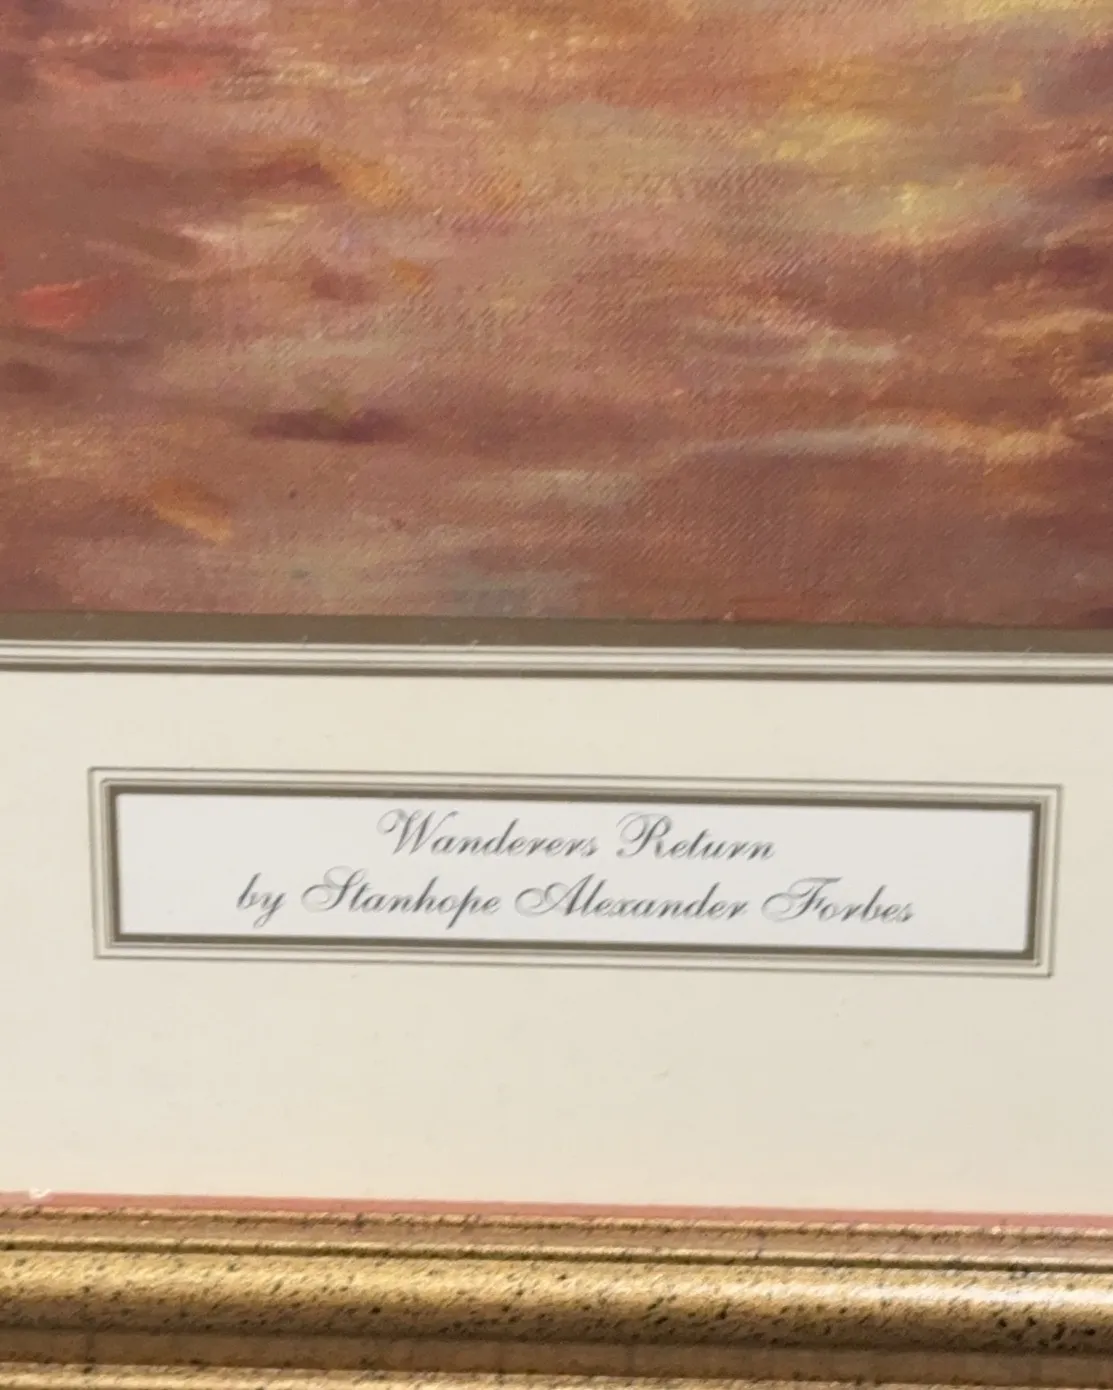 Wanderers Return
by Stanhope Alexander Forbes